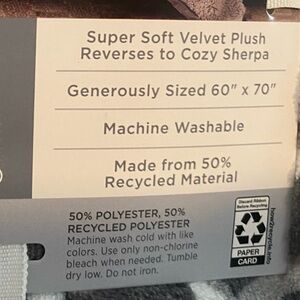 Super Soft Velvet Plush
Reverses to Cozy Sherpa
Generously Sized 60" x 70"
Machine Washable
Made from 50%
Recycled Material
50% POLYESTER, 50%
RECYCLED POLYESTER
Machine wash cold with like
colors. Use only non-chlorine
bleach when needed. Tumble
dry low. Do not iron.
Discard Ribbon
Before Recycling
PAPER
CARD
how2recycle.info